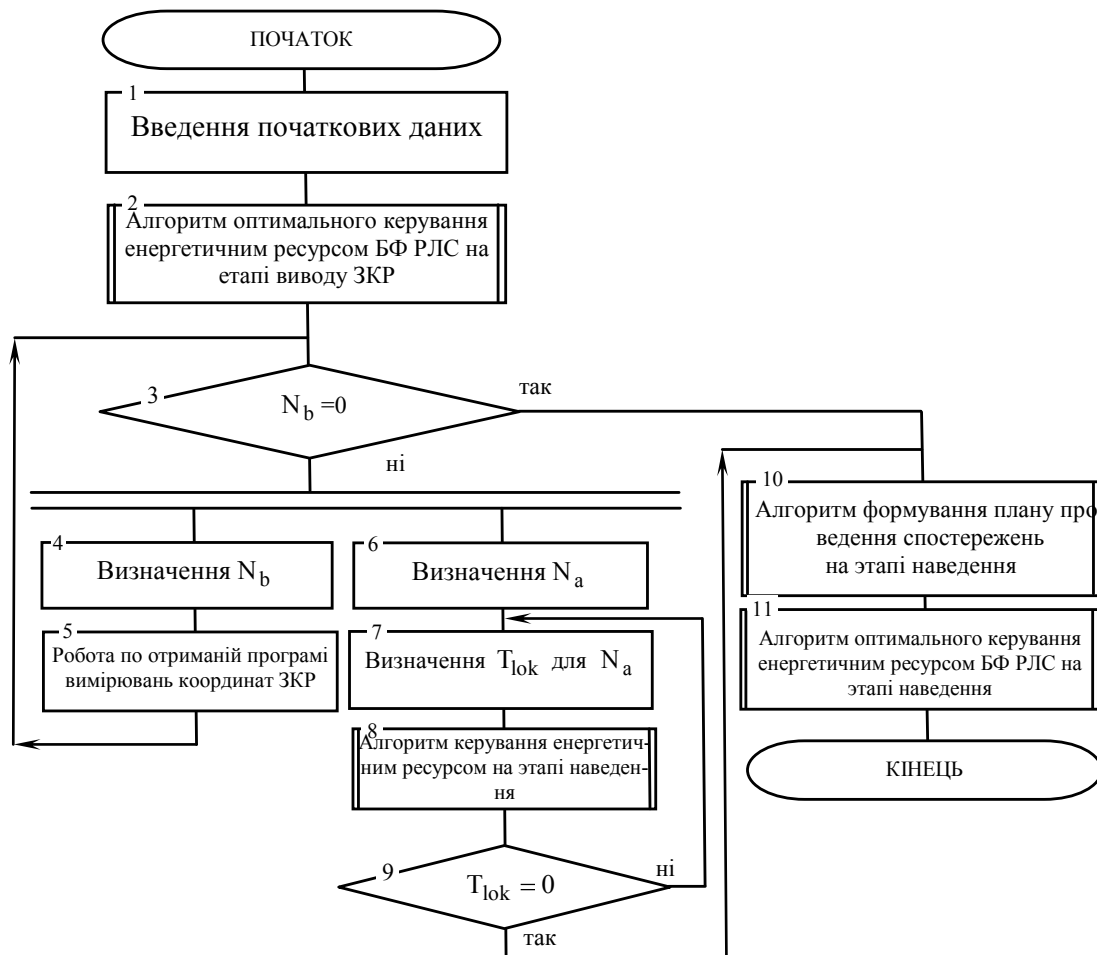 ПОЧАТОК
1
Введення початкових даних
2
Алгоритм оптимального керування
енергетичним ресурсом БФ РЛС на
етапі виводу ЗКР
3
N_b =0
так
ні
4
Визначення N_b
5
Робота по отриманій програмі
вимірювань координат ЗКР
6
Визначення N_a
7
Визначення T_lok для N_a
8
Алгоритм керування енергетич-
ним ресурсом на этапі наведен-
ня
9
T_lok = 0
ні
так
10
Алгоритм формування плану про
ведення спостережень
на этапі наведення
11
Алгоритм оптимального керування
енергетичним ресурсом БФ РЛС на
этапі наведення
КІНЕЦЬ